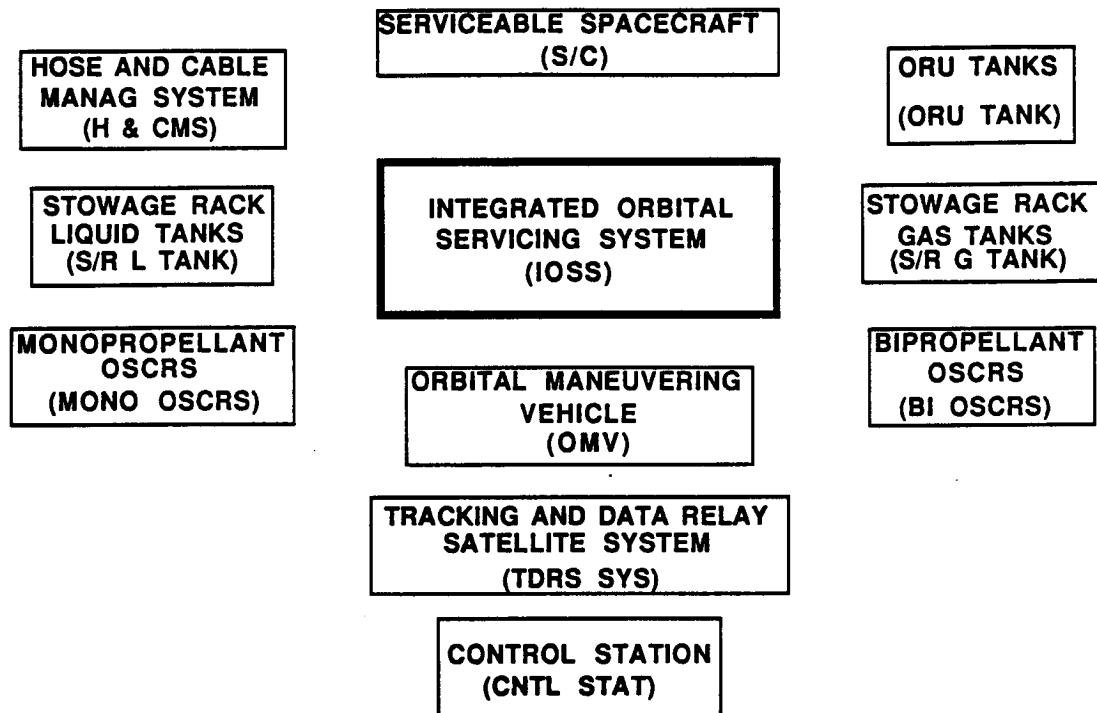 SERVICEABLE SPACECRAFT
(S/C)
HOSE AND CABLE
MANAG SYSTEM
(H & CMS)
ORU TANKS
(ORU TANK)
STOWAGE RACK
LIQUID TANKS
(S/R L TANK)
INTEGRATED ORBITAL
SERVICING SYSTEM
(IOSS)
STOWAGE RACK
GAS TANKS
(S/R G TANK)
MONOPROPELLANT
OSCRS
(MONO OSCRS)
ORBITAL MANEUVERING
VEHICLE
(OMV)
BIPROPELLANT
OSCRS
(BI OSCRS)
TRACKING AND DATA RELAY
SATELLITE SYSTEM
(TDRS SYS)
CONTROL STATION
(CNTL STAT)